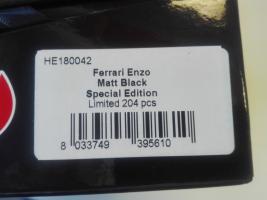 HE180042
Ferrari Enzo
Matt Black
Special Edition
Limited 204 pcs
8 033749 395610